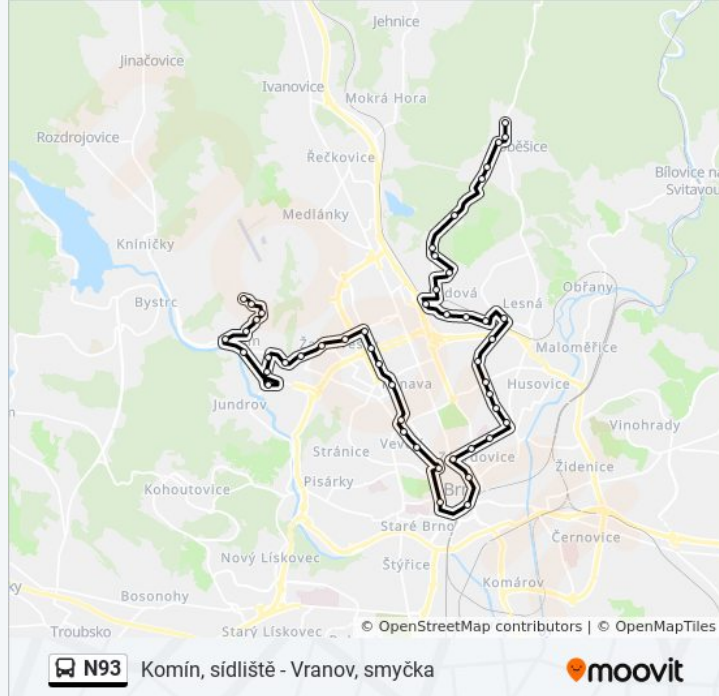 Jehnice
Jinačovice
Ivanovice
Mokrá Hora
Rozdrojovice
Řečkovice
Bílovice na
Svitavou
Medlánky
Kníničky
Obřany
Bystrc
Lesná
Maloměřice
Husovice
Jundrov
Vinohrady
Stránice
Židenice
Pisárky
Kohoutovice
Staré Brno
Černovice
Štýřice
Nový Lískovec
Komárov
Bosonohy
Troubsko
Starý Lískovec
© OpenStreetMap contributors | © OpenMapTiles
N93 Komín, sídliště - Vranov, smyčka
moovit